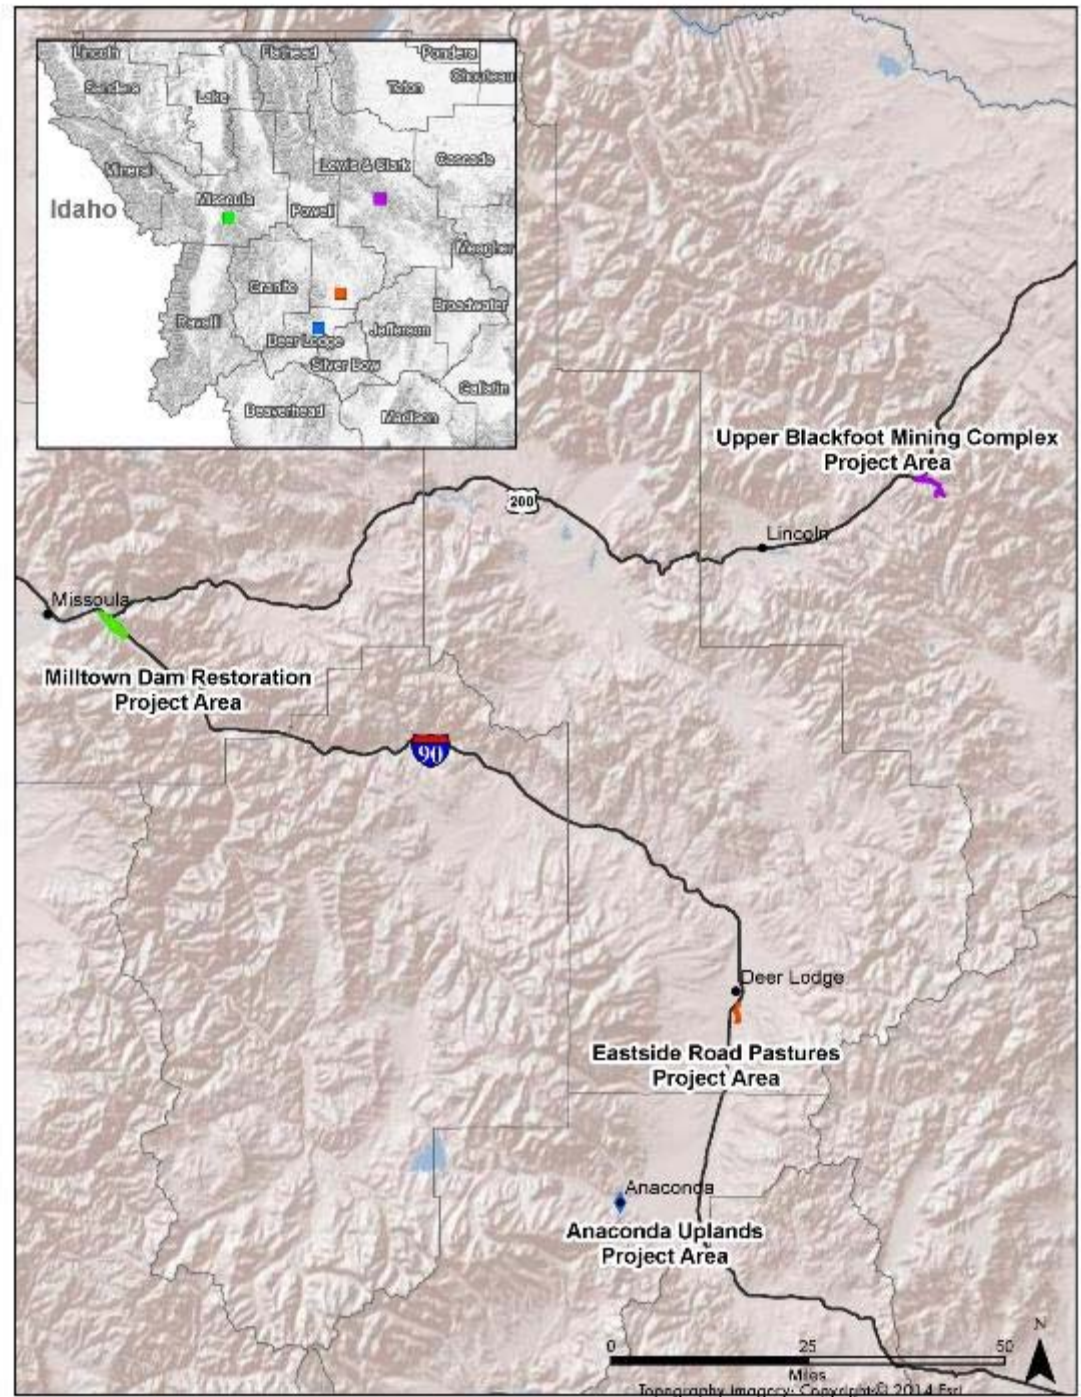 Lincoln
Flathead
Pondera
Sanders
Lake
Teton
Chouteau
Mineral
Lewis & Clark
Cascade
Idaho
Missoula
Powell
Meagher
Granite
Broadwater
Ravalli
Deer Lodge
Jefferson
Silver Bow
Gallatin
Beaverhead
Madison
Upper Blackfoot Mining Complex
Project Area
200
Lincoln
Missoula
Milltown Dam Restoration
Project Area
90
Deer Lodge
Eastside Road Pastures
Project Area
Anaconda
Anaconda Uplands
Project Area
N
0 25 50
Miles
Topography Imagery: Copyright:© 2014 Esri